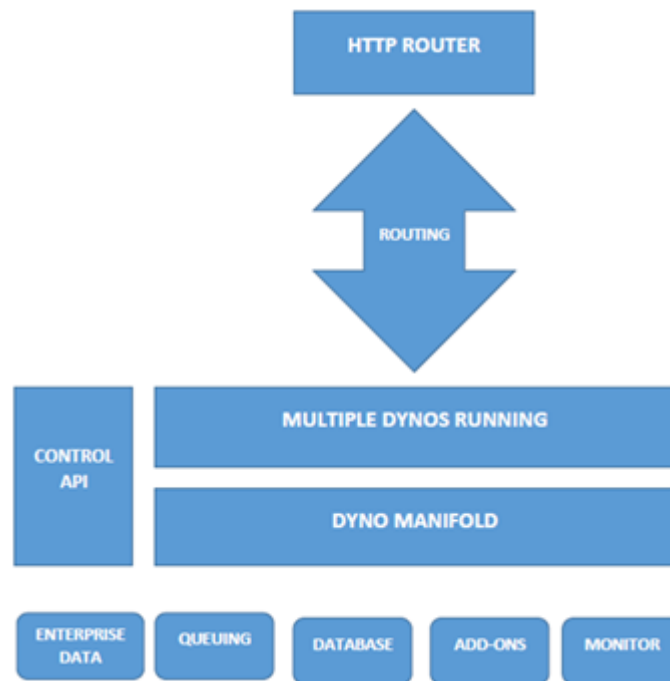 HTTP ROUTER
ROUTING
MULTIPLE DYNOS RUNNING
CONTROL
API
DYNO MANIFOLD
ENTERPRISE
DATA
QUEUING
DATABASE
ADD-ONS
MONITOR